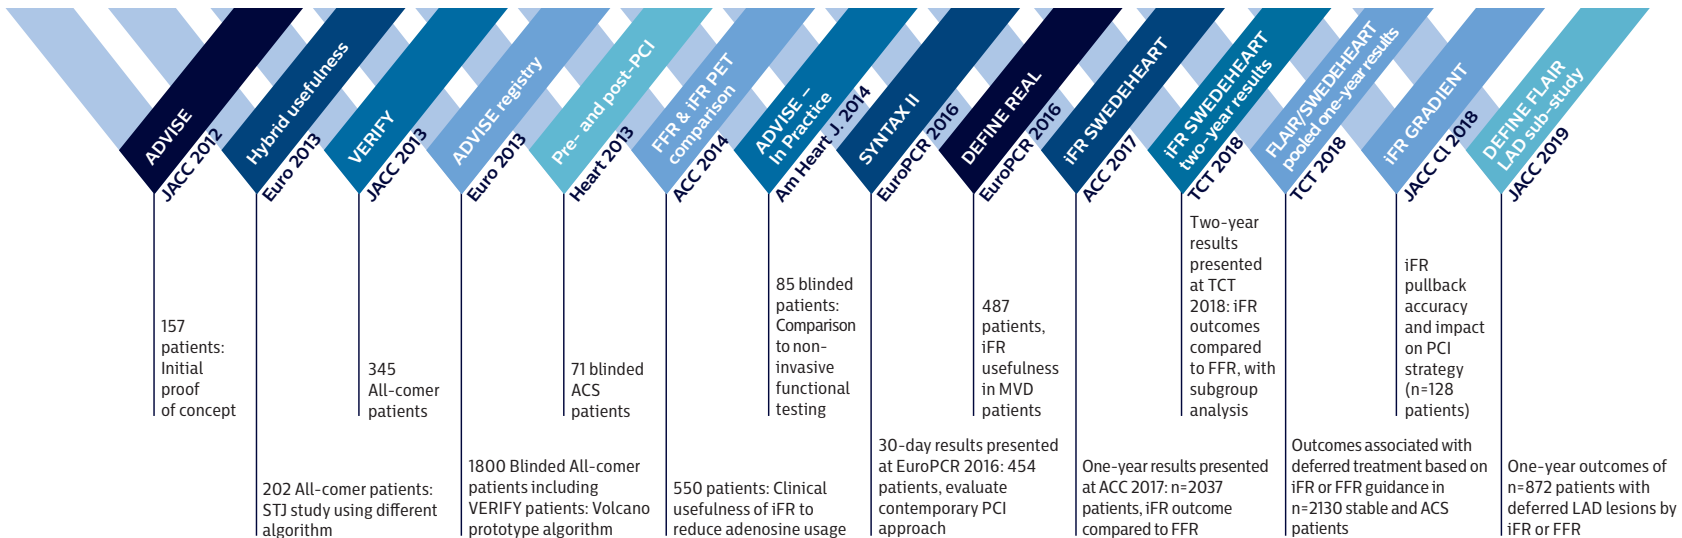 ADVISE
JACC 2012
157
patients:
Initial
proof
of concept
Hybrid usefulness
Euro 2013
202 All-comer patients:
STJ study using different
algorithm
VERIFY
JACC 2013
345
All-comer
patients
ADVISE registry
Euro 2013
1800 Blinded All-comer
patients including
VERIFY patients: Volcano
prototype algorithm
Pre- and post-PCI
Heart 2013
71 blinded
ACS
patients
FFR & iFR PET
comparison
ACC 2014
550 patients: Clinical
usefulness of iFR to
reduce adenosine usage
ADVISE –
In Practice
Am Heart J. 2014
85 blinded
patients:
Comparison
to non-
invasive
functional
testing
SYNTAX II
EuroPCR 2016
30-day results presented
at EuroPCR 2016: 454
patients, evaluate
contemporary PCI
approach
DEFINE REAL
EuroPCR 2016
487
patients,
iFR
usefulness
in MVD
patients
iFR SWEDEHEART
ACC 2017
One-year results presented
at ACC 2017: n=2037
patients, iFR outcome
compared to FFR
iFR SWEDEHEART
two-year results
TCT 2018
Two-year
results
presented
at TCT
2018: iFR
outcomes
compared
to FFR, with
subgroup
analysis
FLAIR/SWEDEHEART
pooled one-year results
TCT 2018
Outcomes associated with
deferred treatment based on
iFR or FFR guidance in
n=2130 stable and ACS
patients
iFR GRADIENT
JACC CI 2018
iFR
pullback
accuracy
and impact
on PCI
strategy
(n=128
patients)
DEFINE FLAIR
LAD sub-study
JACC 2019
One-year outcomes of
n=872 patients with
deferred LAD lesions by
iFR or FFR